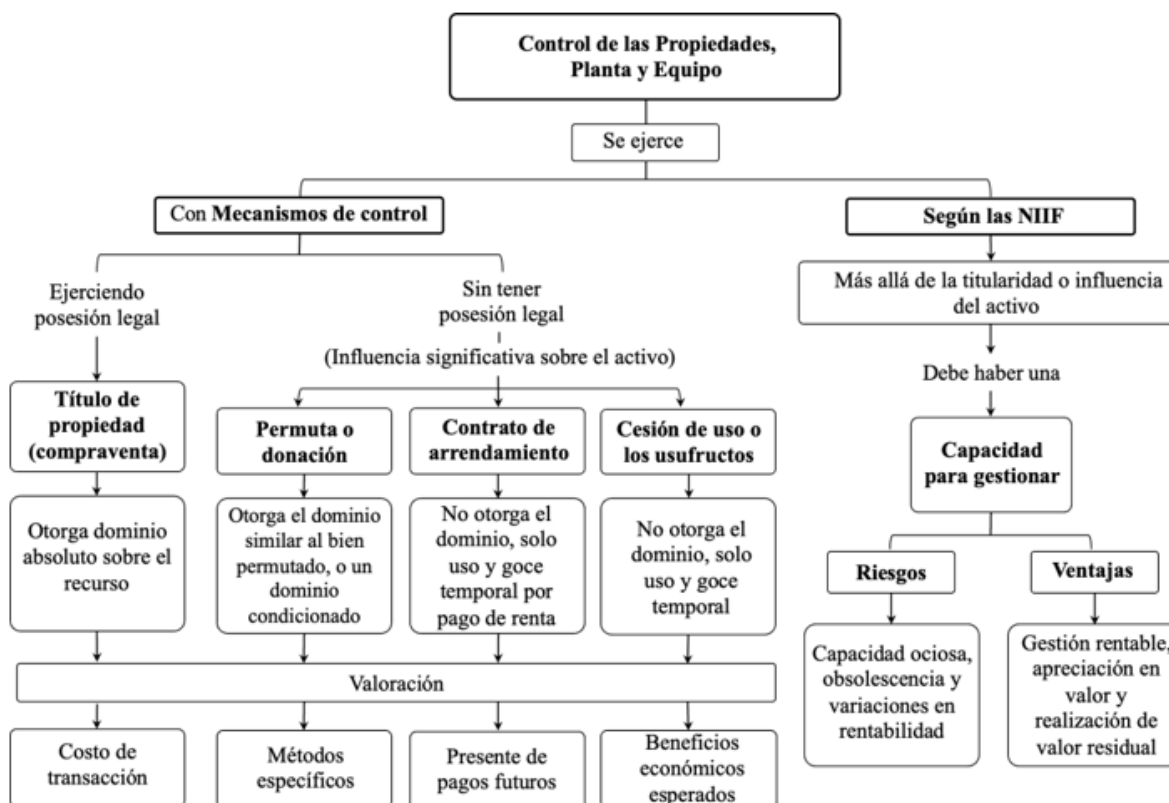 Control de las Propiedades,
Planta y Equipo
Se ejerce
Con Mecanismos de control
Según las NIIF
Ejerciendo
posesión legal
Sin tener
posesión legal
(Influencia significativa sobre el activo)
Más allá de la titularidad o influencia
del activo
Debe haber una
Título de
propiedad
(compraventa)
Permuta o
donación
Contrato de
arrendamiento
Cesión de uso o
los usufructos
Capacidad
para gestionar
Otorga dominio
absoluto sobre el
recurso
Otorga el dominio
similar al bien
permutado, o un
dominio
condicionado
No otorga el
dominio, solo
uso y goce
temporal por
pago de renta
No otorga el
dominio, solo
uso y goce
temporal
Riesgos
Ventajas
Capacidad ociosa,
obsolescencia y
variaciones en
rentabilidad
Gestión rentable,
apreciación en
valor y
realización de
valor residual
Valoración
Costo de
transacción
Métodos
específicos
Presente de
pagos futuros
Beneficios
económicos
esperados